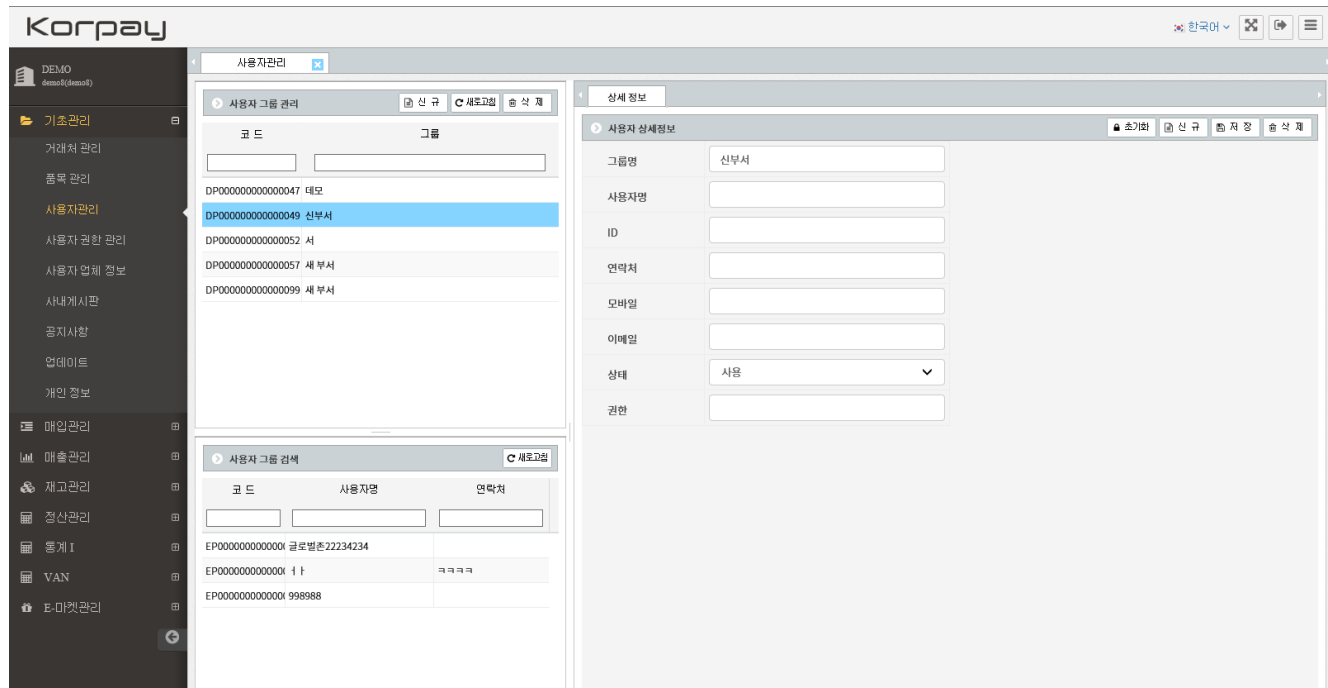 Korpay
한국어
DEMO
demo8(demo8)
기초관리
거래처 관리
품목 관리
사용자관리
사용자 권한 관리
사용자 업체 정보
사내게시판
공지사항
업데이트
개인 정보
매입관리
매출관리
재고관리
정산관리
통계 I
VAN
E-마켓관리
사용자관리
사용자 그룹 관리 신 규 새로고침 삭 제
코 드 그룹
DP000000000000047 데모
DP000000000000049 신부서
DP000000000000052 서
DP000000000000057 새 부서
DP000000000000099 새 부서
사용자 그룹 검색 새로고침
코 드 사용자명 연락처
EP000000000000( 글로벌존22234234
EP000000000000( ㅕㅏ ㅋㅋㅋㅋ
EP000000000000( 998988
상세 정보
사용자 상세정보 초기화 신 규 저 장 삭 제
그룹명 신부서
사용자명
ID
연락처
모바일
이메일
상태 사용
권한